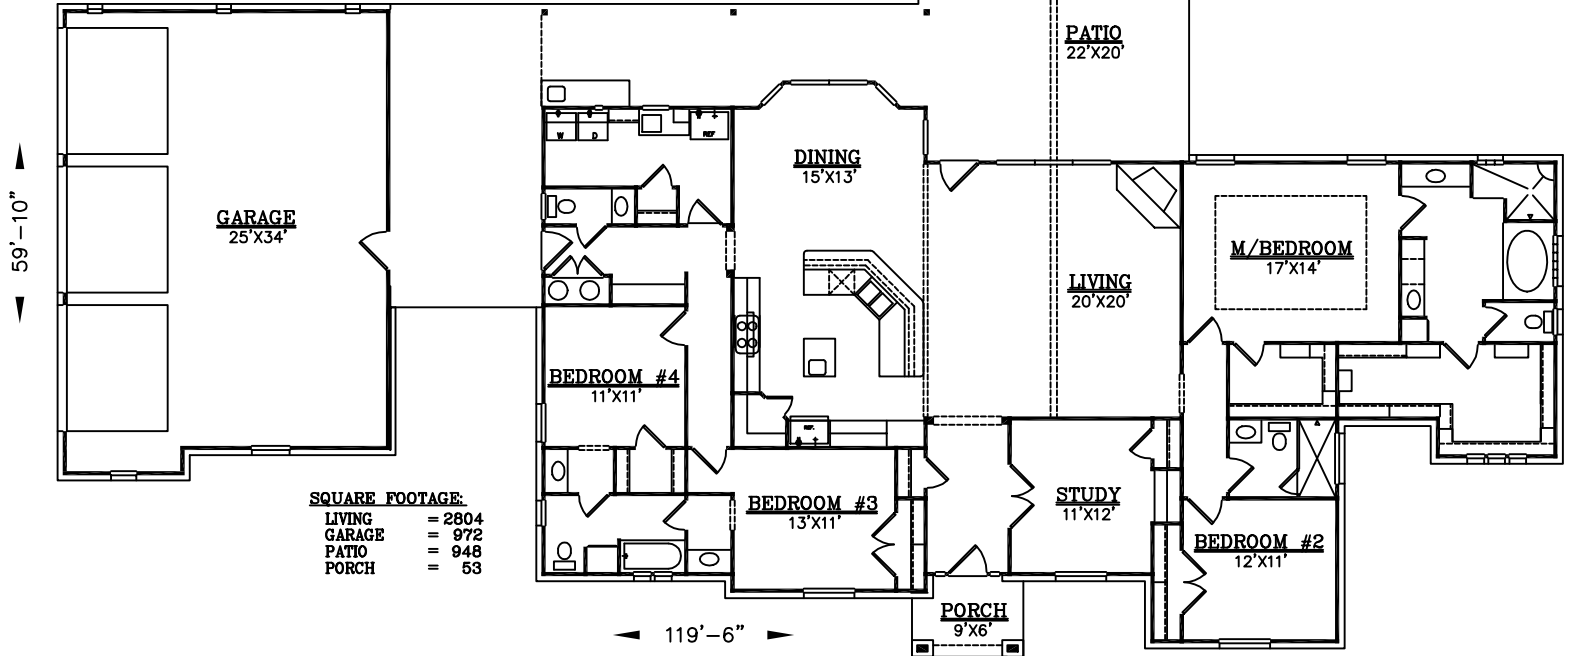 PATIO
22'X20'
W
D
REF
DINING
15'X13'
GARAGE
25'X34'
59'-10"
M/BEDROOM
17'X14'
LIVING
20'X20'
BEDROOM #4
11'X11'
REF.
SQUARE FOOTAGE:
LIVING = 2804
GARAGE = 972
PATIO = 948
PORCH = 53
BEDROOM #3
13'X11'
STUDY
11'X12'
BEDROOM #2
12'X11'
PORCH
9'X6'
119'-6"